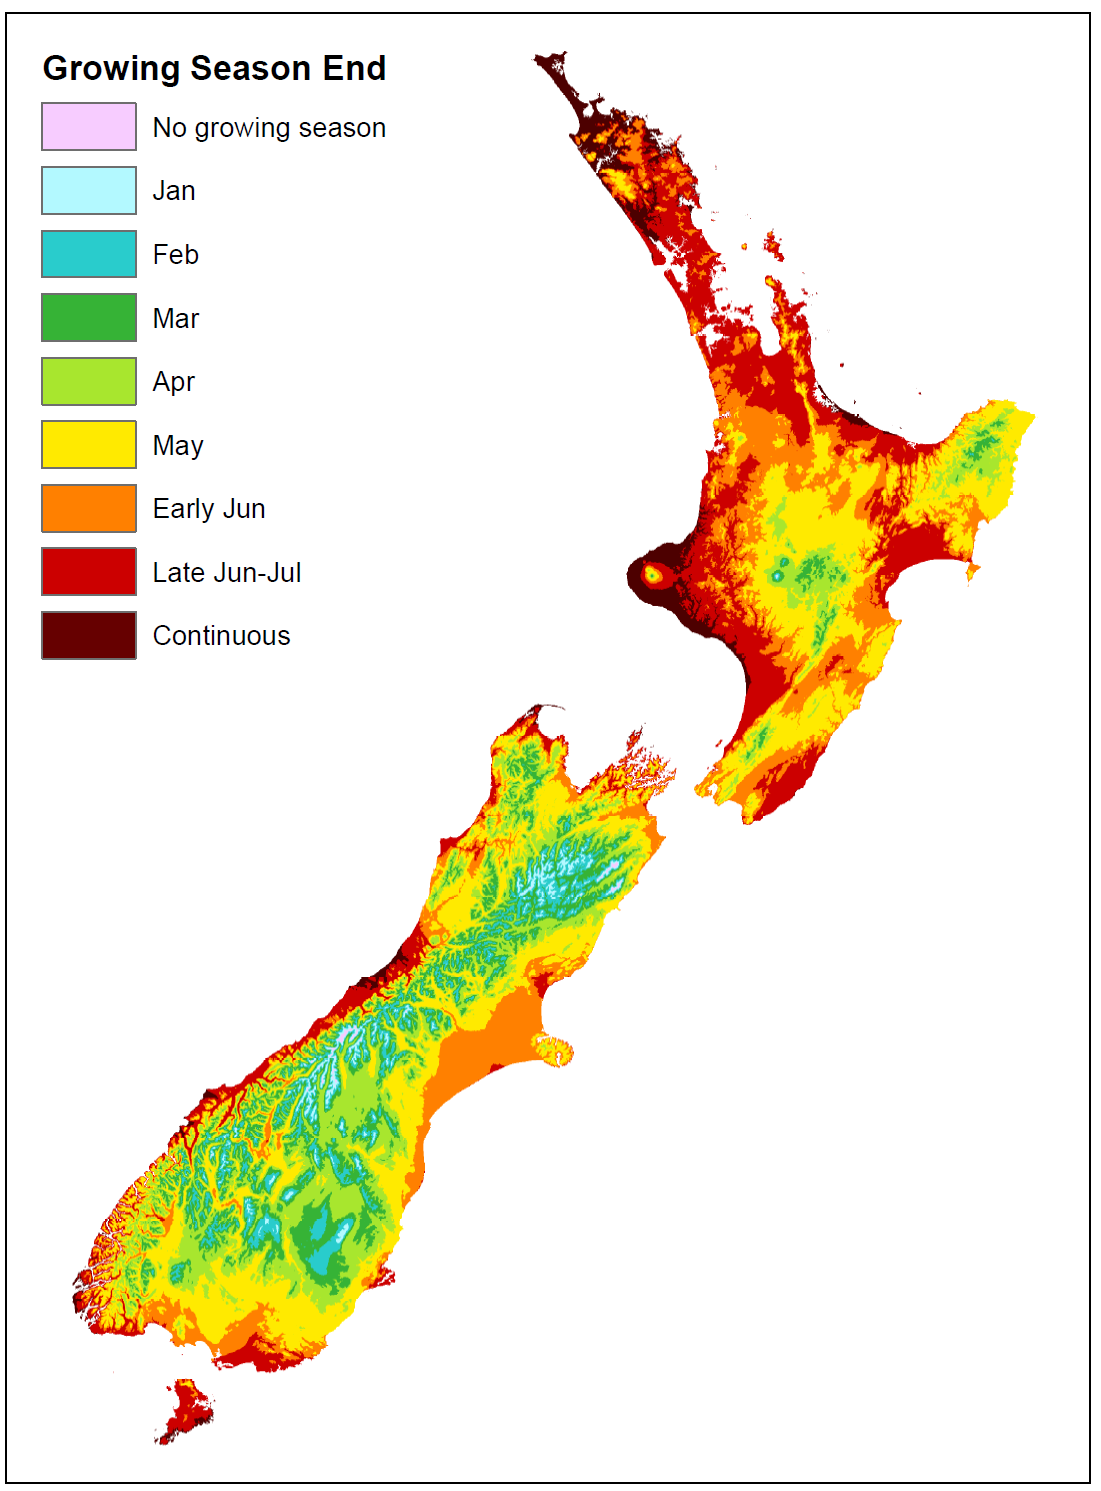 Growing Season End
No growing season
Jan
Feb
Mar
Apr
May
Early Jun
Late Jun-Jul
Continuous